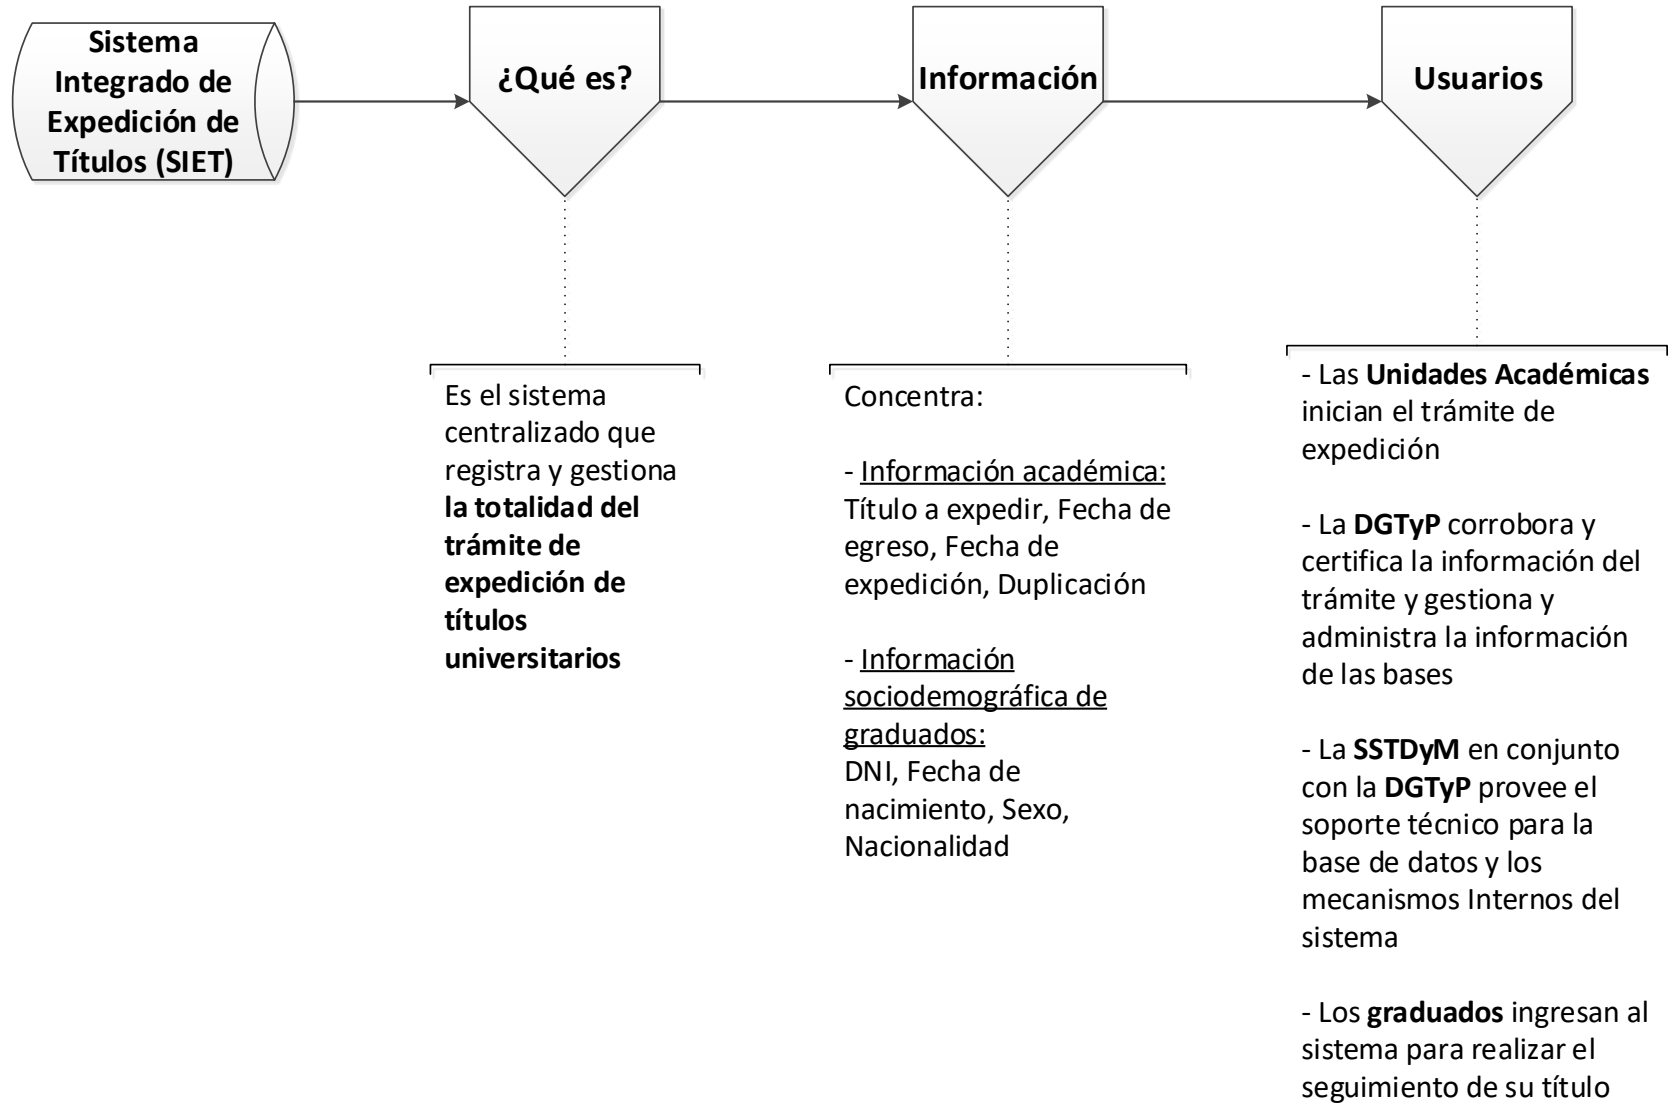 Sistema
Integrado de
Expedición de
Títulos (SIET)
¿Qué es?
Información
Usuarios
Es el sistema
centralizado que
registra y gestiona
la totalidad del
trámite de
expedición de
títulos
universitarios
Concentra:
- Información académica:
Título a expedir, Fecha de
egreso, Fecha de
expedición, Duplicación
- Información
sociodemográfica de
graduados:
DNI, Fecha de
nacimiento, Sexo,
Nacionalidad
- Las Unidades Académicas
inician el trámite de
expedición
- La DGTyP corrobora y
certifica la información del
trámite y gestiona y
administra la información
de las bases
- La SSTDyM en conjunto
con la DGTyP provee el
soporte técnico para la
base de datos y los
mecanismos Internos del
sistema
- Los graduados ingresan al
sistema para realizar el
seguimiento de su título